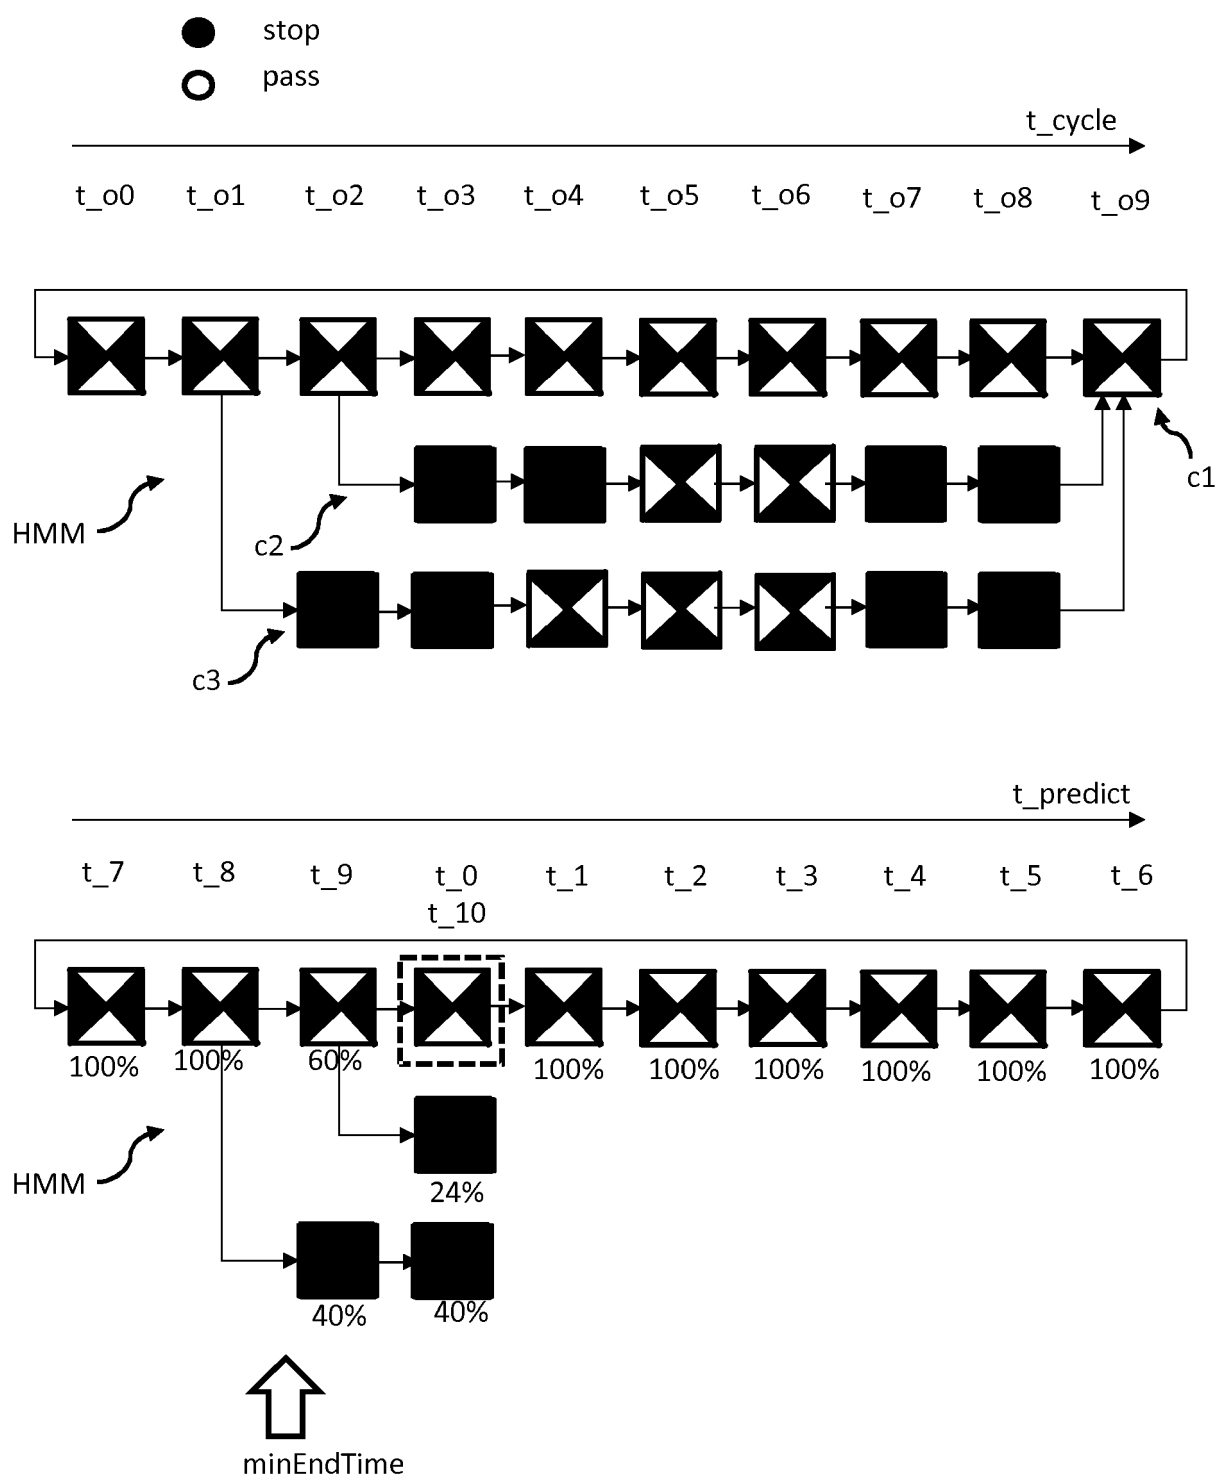 stop
pass
t_cycle
t_o0 t_o1 t_o2 t_o3 t_o4 t_o5 t_o6 t_o7 t_o8 t_o9
c1
HMM
c2
c3
t_predict
t_7 t_8 t_9 t_0 t_1 t_2 t_3 t_4 t_5 t_6
t_10
100% 100% 60% 100% 100% 100% 100% 100% 100%
HMM
24%
40% 40%
minEndTime